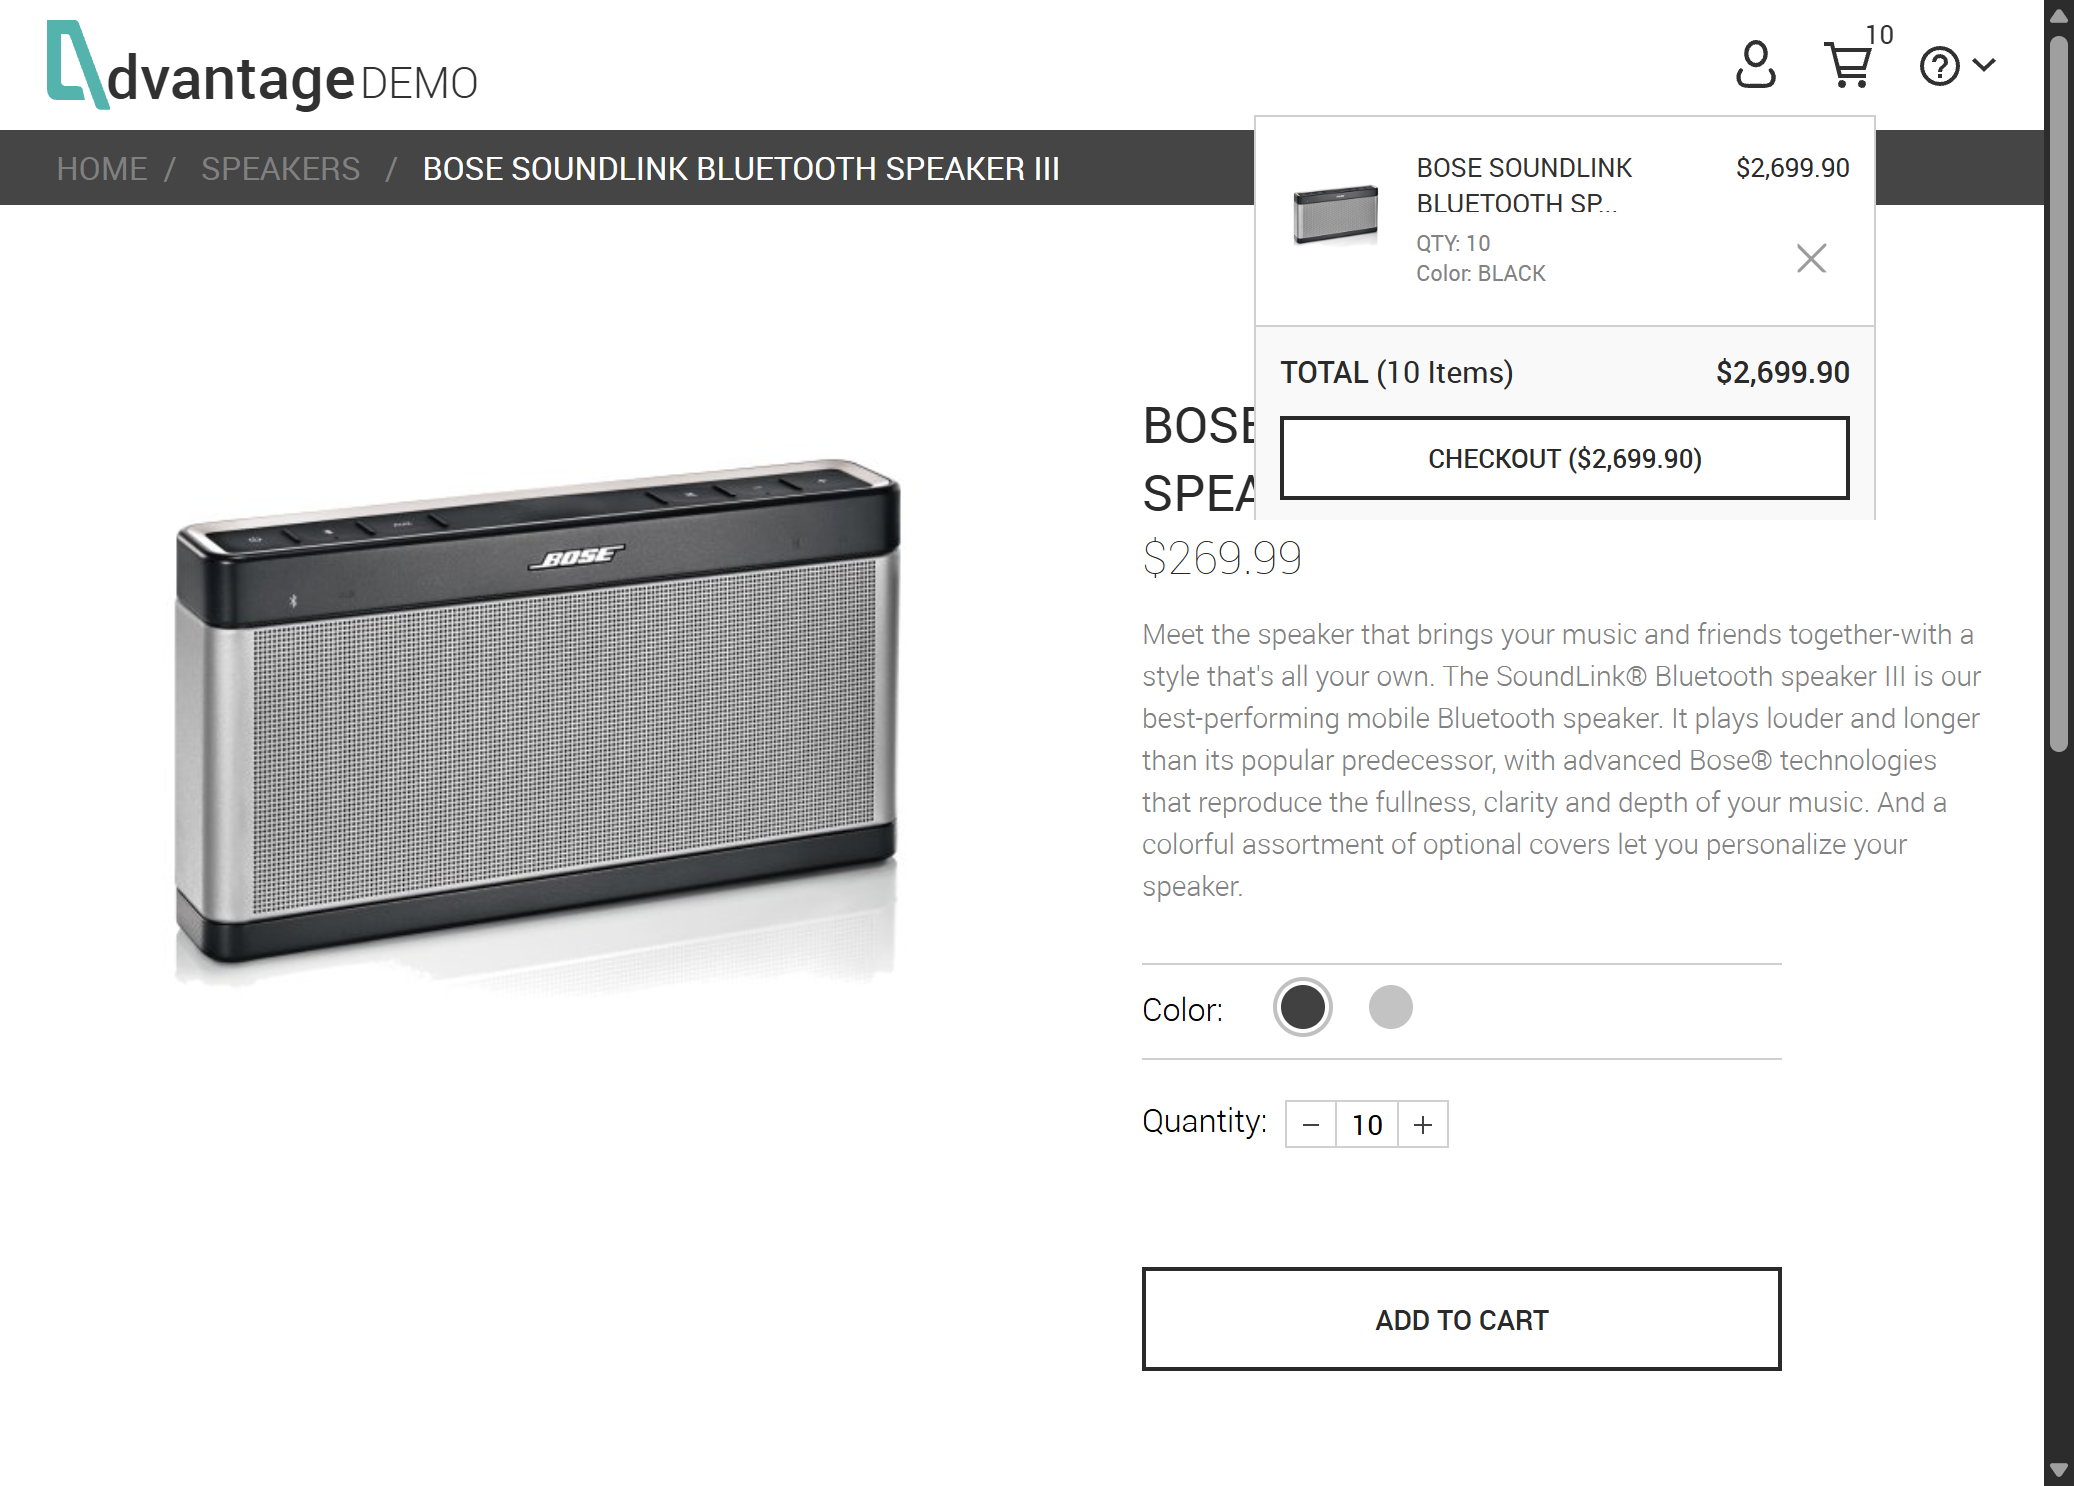 dvantage DEMO
10
HOME / SPEAKERS / BOSE SOUNDLINK BLUETOOTH SPEAKER III
BOSE SOUNDLINK $2,699.90
BLUETOOTH SP...
QTY: 10
Color: BLACK
TOTAL (10 Items) $2,699.90
CHECKOUT ($2,699.90)
BOSE
SPEA
$269.99
BOSE
Meet the speaker that brings your music and friends together-with a
style that's all your own. The SoundLink® Bluetooth speaker III is our
best-performing mobile Bluetooth speaker. It plays louder and longer
than its popular predecessor, with advanced Bose® technologies
that reproduce the fullness, clarity and depth of your music. And a
colorful assortment of optional covers let you personalize your
speaker.
Color:
Quantity: − 10 +
ADD TO CART